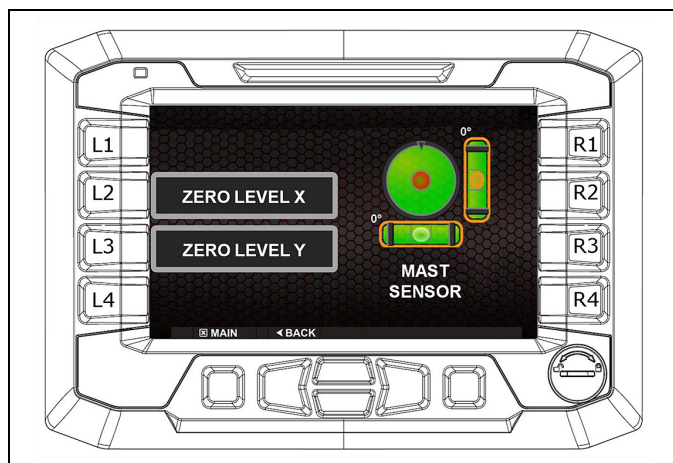 L1
L2
L3
L4
ZERO LEVEL X
ZERO LEVEL Y
0°
0°
MAST
SENSOR
MAIN
BACK
R1
R2
R3
R4